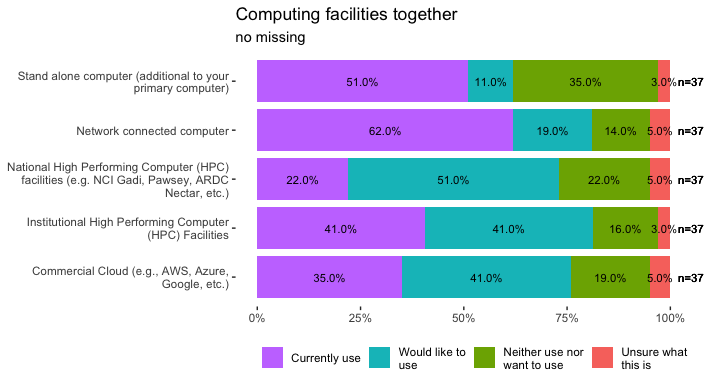 Computing facilities together
no missing
Stand alone computer (additional to your
primary computer)
51.0% 11.0% 35.0% 3.0% n=37
Network connected computer
62.0% 19.0% 14.0% 5.0% n=37
National High Performing Computer (HPC)
facilities (e.g. NCI Gadi, Pawsey, ARDC
Nectar, etc.)
22.0% 51.0% 22.0% 5.0% n=37
Institutional High Performing Computer
(HPC) Facilities
41.0% 41.0% 16.0% 3.0% n=37
Commercial Cloud (e.g., AWS, Azure,
Google, etc.)
35.0% 41.0% 19.0% 5.0% n=37
0% 25% 50% 75% 100%
Currently use
Would like to
use
Neither use nor
want to use
Unsure what
this is